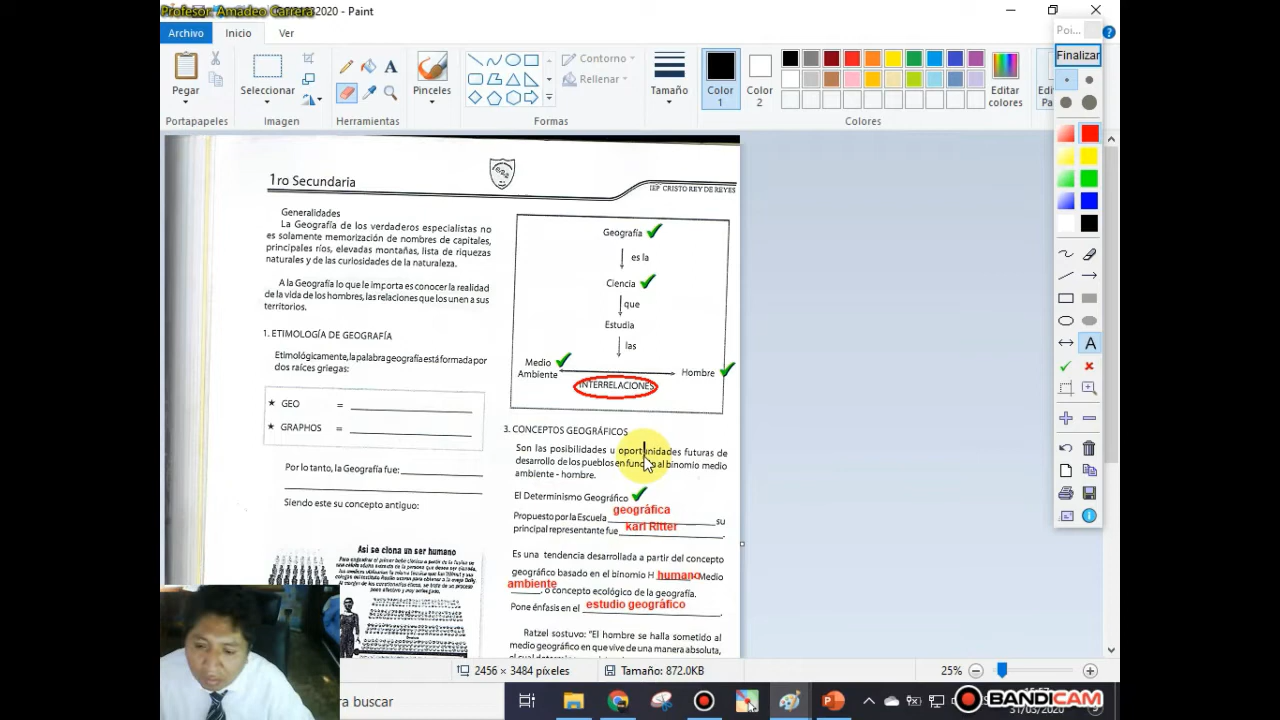 Profesor: Amadeo Carrera
2020 - Paint
Archivo
Inicio
Ver
Pegar
Seleccionar
Contorno
Rellenar
Pinceles
Tamaño
Color
1
Color
2
Editar
colores
Portapapeles
Imagen
Herramientas
Formas
Colores
Finalizar
1ro Secundaria
IEP CRISTO REY DE REYES
Generalidades
La Geografía de los verdaderos especialistas no
es solamente memorización de nombres de capitales,
principales ríos, elevadas montañas, lista de riquezas
naturales y de las curiosidades de la naturaleza.
A la Geografía lo que le importa es conocer la realidad
de la vida de los hombres, las relaciones que los unen a sus
territorios.
1. ETIMOLOGÍA DE GEOGRAFÍA
Etimológicamente, la palabra geografía está formada por
dos raíces griegas:
GEO =
GRAPHOS =
Por lo tanto, la Geografía fue:
Siendo este su concepto antiguo:
Así se clona un ser humano
Geografía
es la
Ciencia
que
Estudia
las
Medio
Ambiente
Hombre
INTERRELACIONES
3. CONCEPTOS GEOGRÁFICOS
Son las posibilidades u oportunidades futuras de
desarrollo de los pueblos en función al binomio medio
ambiente - hombre.
El Determinismo Geográfico
geográfica
Propuesto por la Escuela su
karl Ritter
principal representante fue .
Es una tendencia desarrollada a partir del concepto
geográfico basado en el binomio H humano Medio
ambiente
, o concepto ecológico de la geografía.
Pone énfasis en el estudio geográfico .
Ratzel sostuvo: "El hombre se halla sometido al
medio geográfico en que vive de una manera absoluta,
2456 × 3484 píxeles
Tamaño: 872.0KB
25%
ra buscar
31/03/2020
BANDICAM